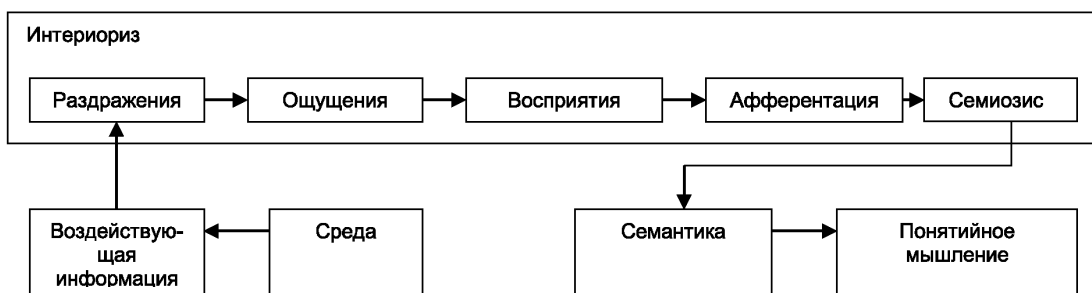 Интериориз
Раздражения
Ощущения
Восприятия
Афферентация
Семиозис
Воздействую-
щая
информация
Среда
Семантика
Понятийное
мышление